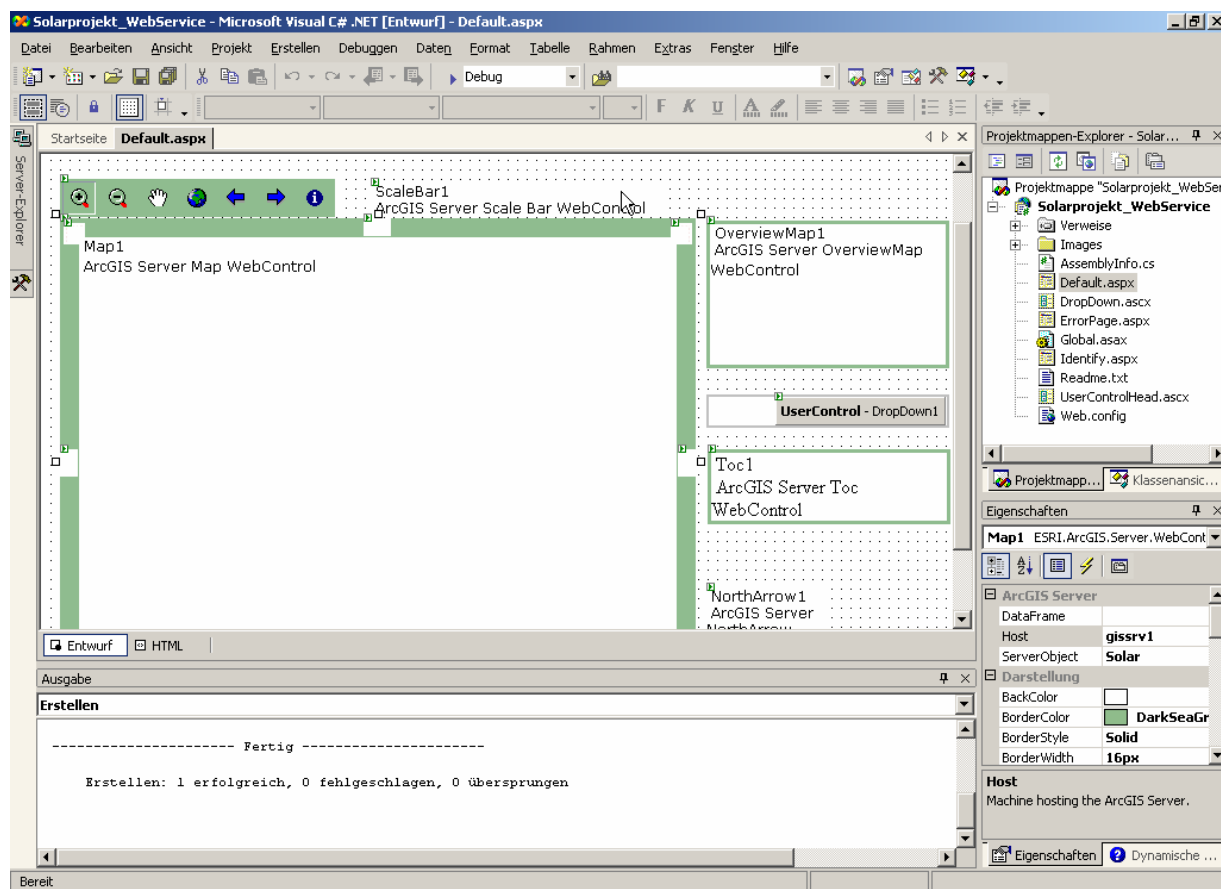 Solarprojekt_WebService - Microsoft Visual C# .NET [Entwurf] - Default.aspx
Datei Bearbeiten Ansicht Projekt Erstellen Debuggen Daten Format Tabelle Rahmen Extras Fenster Hilfe
Debug
F K U A
Server-Explorer
Startseite Default.aspx
ScaleBar1
ArcGIS Server Scale Bar WebControl
Map1
ArcGIS Server Map WebControl
OverviewMap1
ArcGIS Server OverviewMap
WebControl
UserControl - DropDown1
Toc1
ArcGIS Server Toc
WebControl
NorthArrow1
ArcGIS Server
NorthArrow
Entwurf HTML
Ausgabe
Erstellen
---------------------- Fertig ----------------------
Erstellen: 1 erfolgreich, 0 fehlgeschlagen, 0 übersprungen
Projektmappen-Explorer - Solar...
Projektmappe "Solarprojekt_WebSer
Solarprojekt_WebService
Verweise
Images
AssemblyInfo.cs
Default.aspx
DropDown.ascx
ErrorPage.aspx
Global.asax
Identify.aspx
Readme.txt
UserControlHead.ascx
Web.config
Projektmapp... Klassenansic...
Eigenschaften
Map1 ESRI.ArcGIS.Server.WebCont
ArcGIS Server
DataFrame
Host gissrv1
ServerObject Solar
Darstellung
BackColor
BorderColor DarkSeaGr
BorderStyle Solid
BorderWidth 16px
Host
Machine hosting the ArcGIS Server.
Eigenschaften Dynamische ...
Bereit